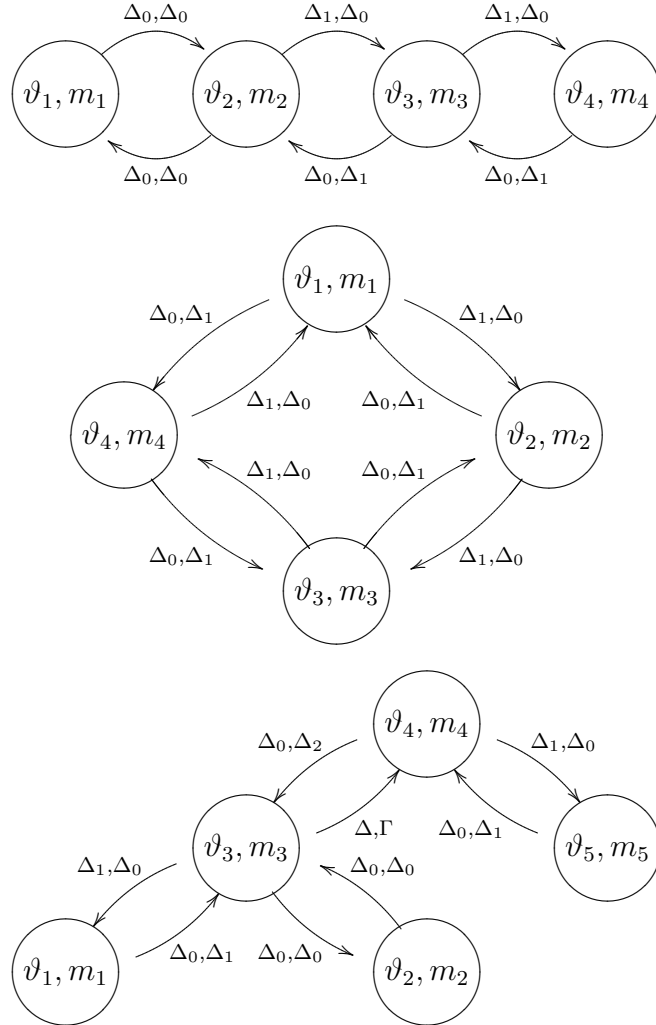 Δ₀,Δ₀ Δ₁,Δ₀ Δ₁,Δ₀
ϑ₁, m₁ ϑ₂, m₂ ϑ₃, m₃ ϑ₄, m₄
Δ₀,Δ₀ Δ₀,Δ₁ Δ₀,Δ₁
ϑ₁, m₁
Δ₀,Δ₁ Δ₁,Δ₀
Δ₁,Δ₀ Δ₀,Δ₁
ϑ₄, m₄ ϑ₂, m₂
Δ₁,Δ₀ Δ₀,Δ₁
Δ₀,Δ₁ Δ₁,Δ₀
ϑ₃, m₃
ϑ₄, m₄
Δ₀,Δ₂ Δ₁,Δ₀
Δ,Γ Δ₀,Δ₁
ϑ₃, m₃ ϑ₅, m₅
Δ₁,Δ₀ Δ₀,Δ₀
Δ₀,Δ₁ Δ₀,Δ₀
ϑ₁, m₁ ϑ₂, m₂